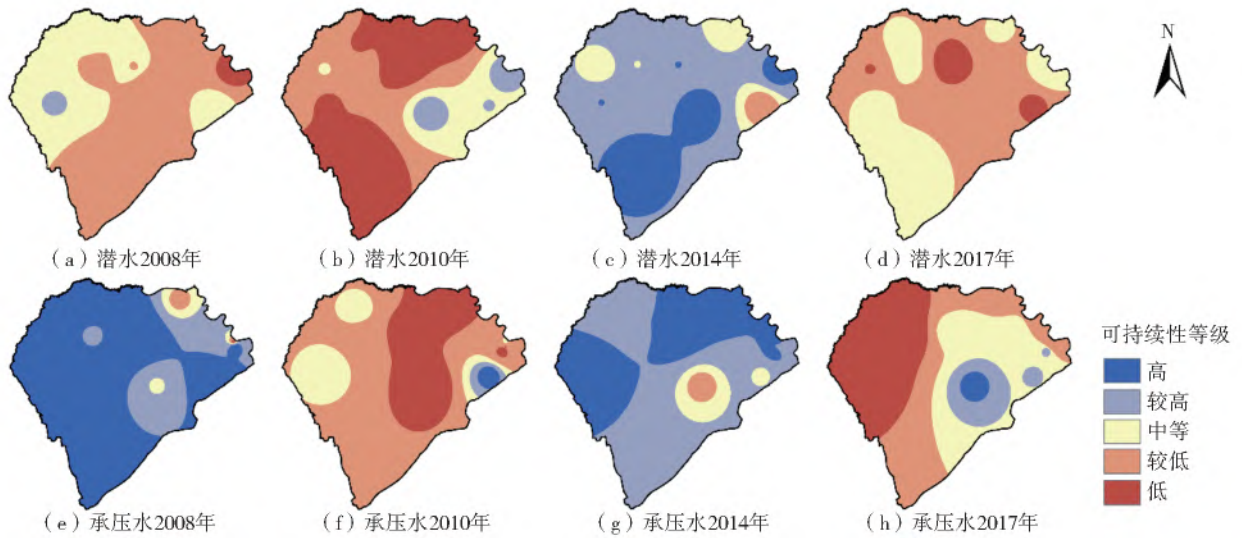 N
(a)潜水2008年
(b)潜水2010年
(c)潜水2014年
(d)潜水2017年
可持续性等级
高
较高
中等
较低
低
(e)承压水2008年
(f)承压水2010年
(g)承压水2014年
(h)承压水2017年